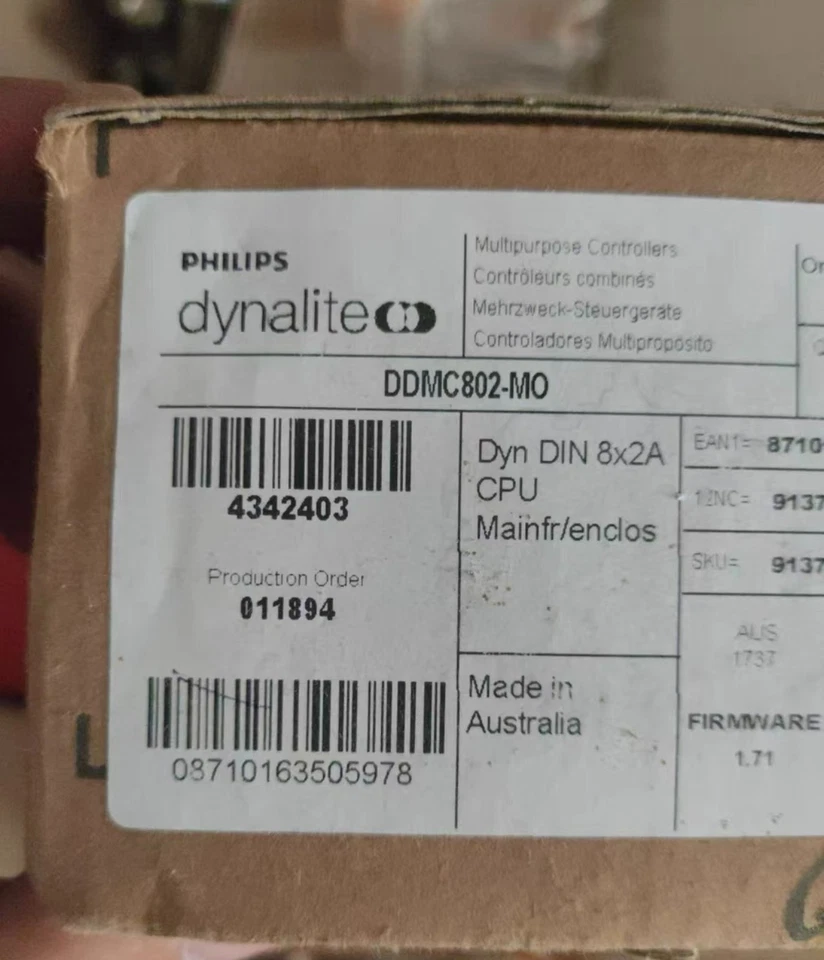 PHILIPS
dynalite
Multipurpose Controllers
Contrôleurs combinés
Mehrzweck-Steuergeräte
Controladores Multiproposito
DDMC802-MO
4342403
Production Order
011894
08710163505978
Dyn DIN 8x2A
CPU
Mainfr/enclos
Made in
Australia
EAN1= 8710
12NC= 9137
SKU= 9137
AUS
1737
FIRMWARE
1.71